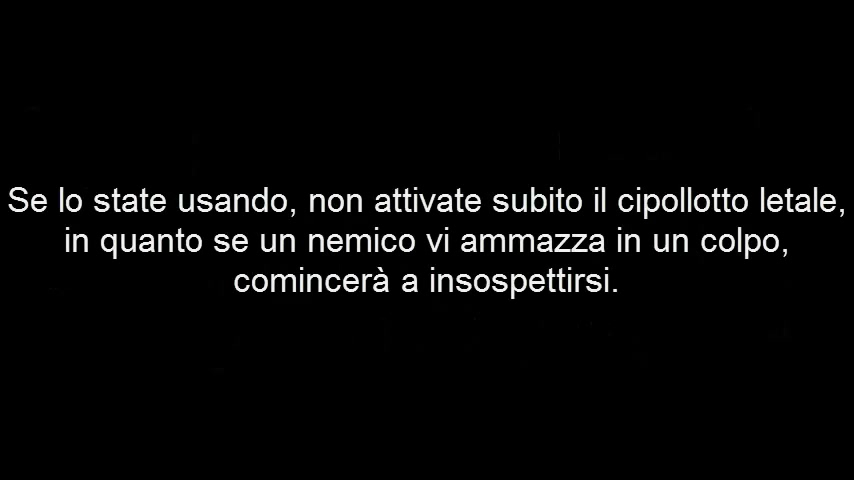 Se lo state usando, non attivate subito il cipollotto letale,
in quanto se un nemico vi ammazza in un colpo,
comincerà a insospettirsi.